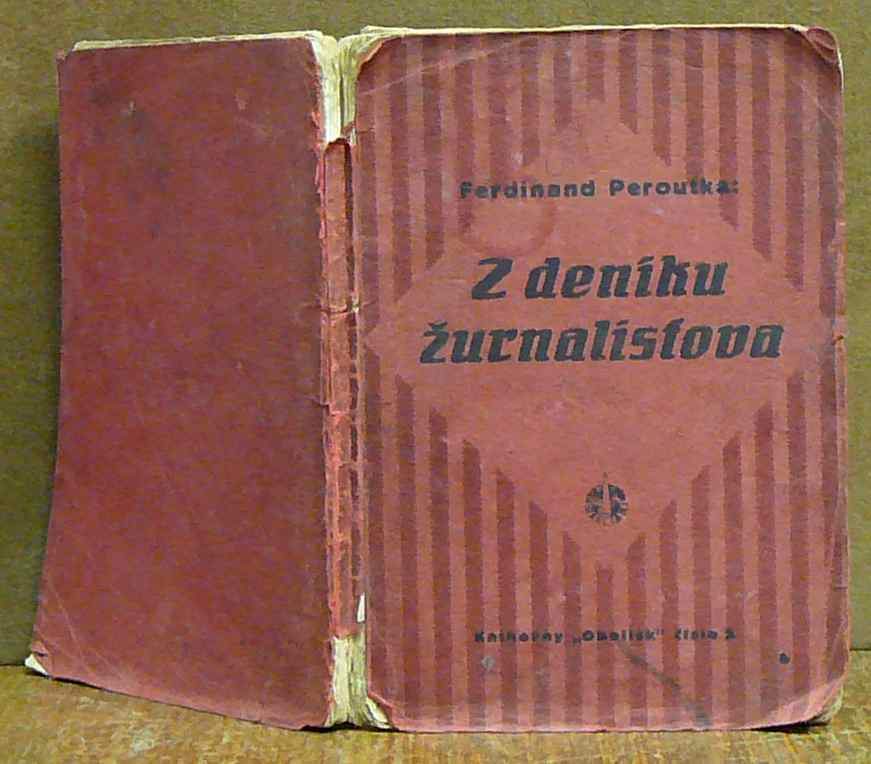 Ferdinand Peroutka:
Z deníku
žurnalistova
Knihovny „Obelisk" číslo 2